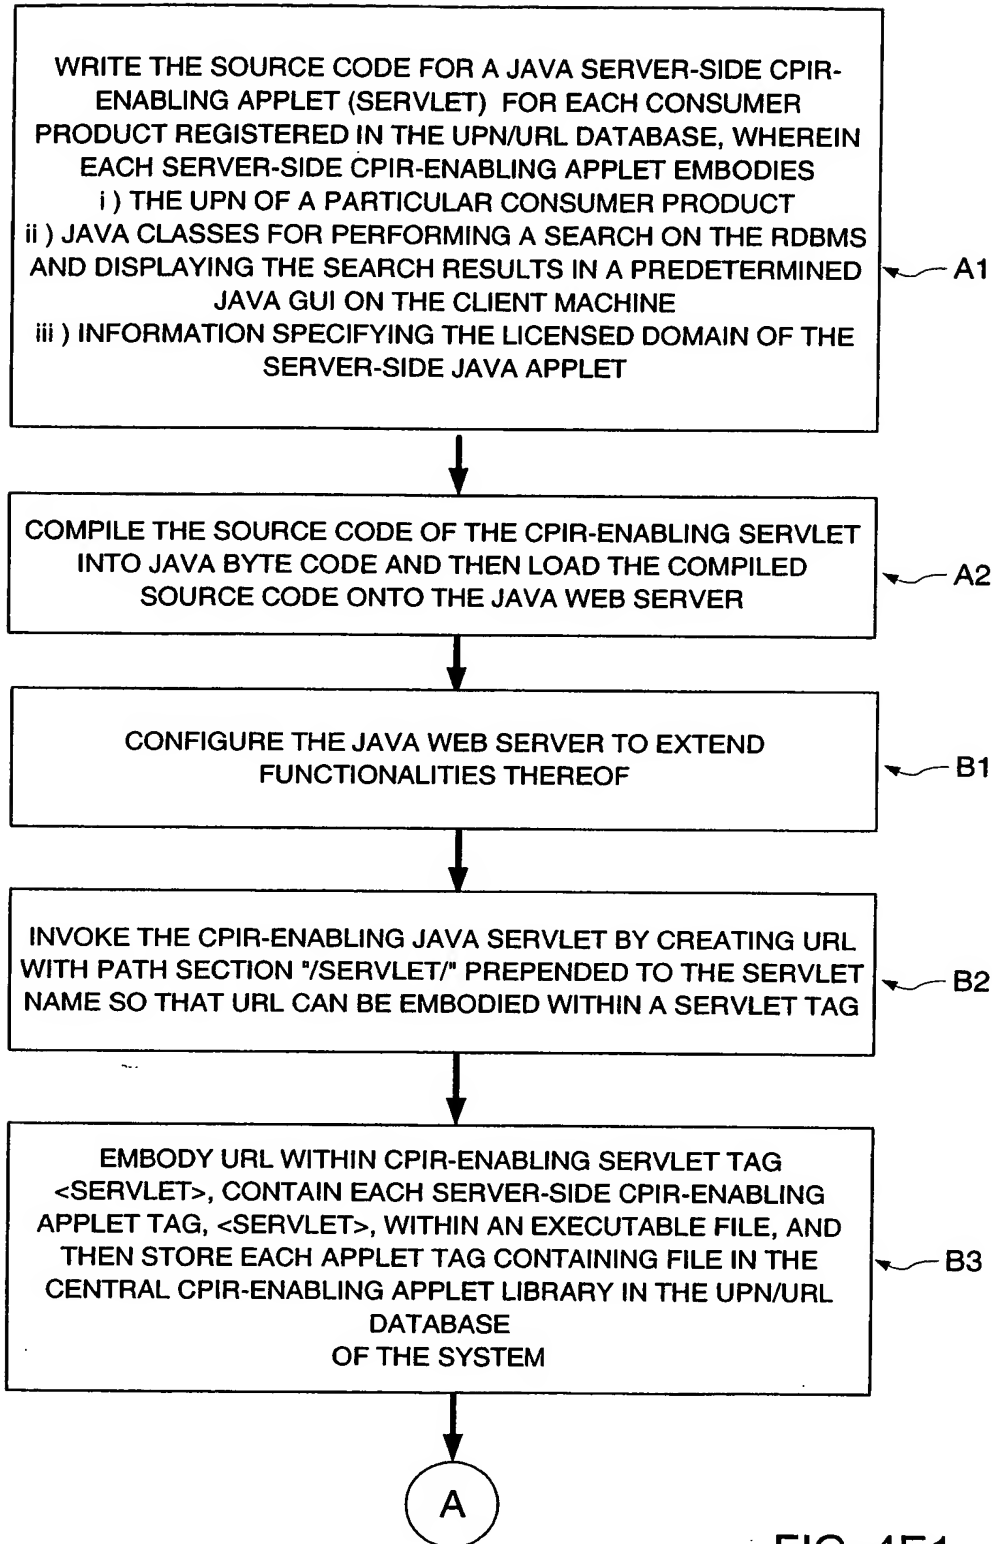 WRITE THE SOURCE CODE FOR A JAVA SERVER-SIDE CPIR-
ENABLING APPLET (SERVLET) FOR EACH CONSUMER
PRODUCT REGISTERED IN THE UPN/URL DATABASE, WHEREIN
EACH SERVER-SIDE CPIR-ENABLING APPLET EMBODIES
i ) THE UPN OF A PARTICULAR CONSUMER PRODUCT
ii ) JAVA CLASSES FOR PERFORMING A SEARCH ON THE RDBMS
AND DISPLAYING THE SEARCH RESULTS IN A PREDETERMINED
JAVA GUI ON THE CLIENT MACHINE
iii ) INFORMATION SPECIFYING THE LICENSED DOMAIN OF THE
SERVER-SIDE JAVA APPLET
A1
COMPILE THE SOURCE CODE OF THE CPIR-ENABLING SERVLET
INTO JAVA BYTE CODE AND THEN LOAD THE COMPILED
SOURCE CODE ONTO THE JAVA WEB SERVER
A2
CONFIGURE THE JAVA WEB SERVER TO EXTEND
FUNCTIONALITIES THEREOF
B1
INVOKE THE CPIR-ENABLING JAVA SERVLET BY CREATING URL
WITH PATH SECTION "/SERVLET/" PREPENDED TO THE SERVLET
NAME SO THAT URL CAN BE EMBODIED WITHIN A SERVLET TAG
B2
EMBODY URL WITHIN CPIR-ENABLING SERVLET TAG
<SERVLET>, CONTAIN EACH SERVER-SIDE CPIR-ENABLING
APPLET TAG, <SERVLET>, WITHIN AN EXECUTABLE FILE, AND
THEN STORE EACH APPLET TAG CONTAINING FILE IN THE
CENTRAL CPIR-ENABLING APPLET LIBRARY IN THE UPN/URL
DATABASE
OF THE SYSTEM
B3
A
FIG. 4E1